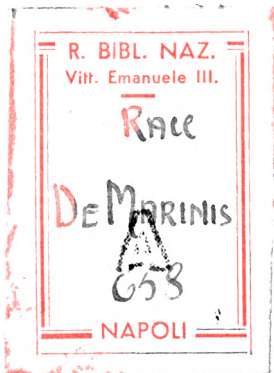 R. BIBL. NAZ.
Vitt. Emanuele III.
RACC
DE MARINIS
A
658
NAPOLI